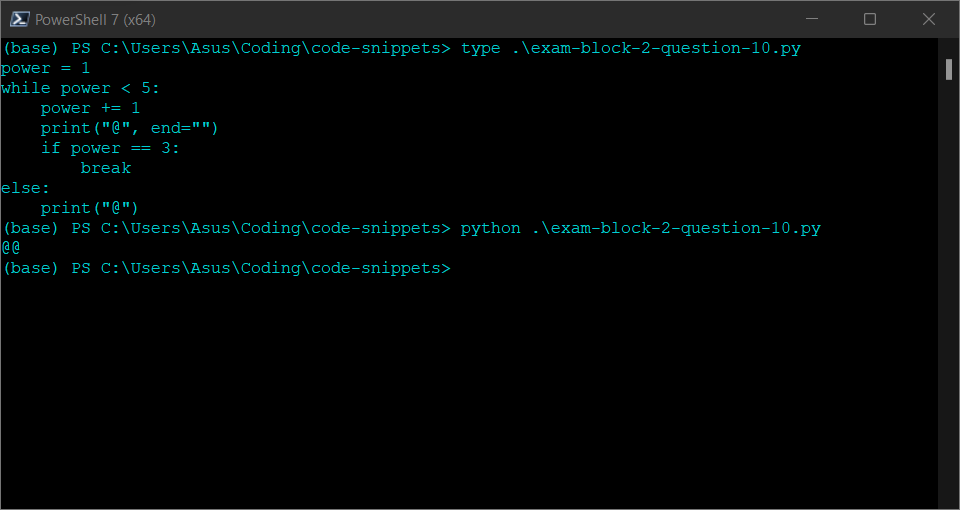 PowerShell 7 (x64)
(base) PS C:\Users\Asus\Coding\code-snippets> type .\exam-block-2-question-10.py
power = 1
while power < 5:
    power += 1
    print("@", end="")
    if power == 3:
        break
else:
    print("@")
(base) PS C:\Users\Asus\Coding\code-snippets> python .\exam-block-2-question-10.py
@@
(base) PS C:\Users\Asus\Coding\code-snippets>